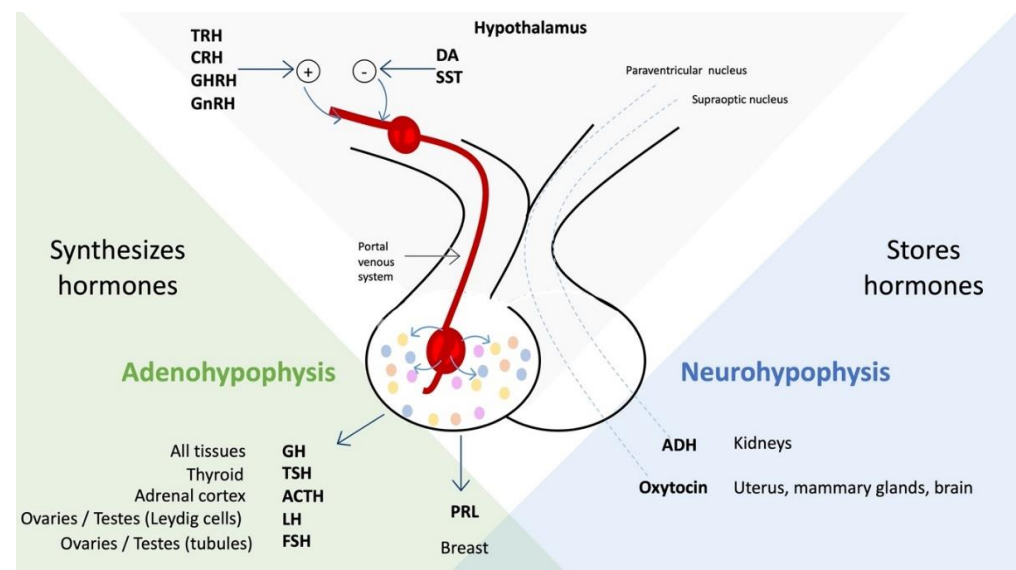 Hypothalamus
TRH
CRH
GHRH
GnRH
+
-
DA
SST
Paraventricular nucleus
Supraoptic nucleus
Portal
venous
system
Synthesizes
hormones
Stores
hormones
Adenohypophysis
Neurohypophysis
All tissues GH
Thyroid TSH
Adrenal cortex ACTH
Ovaries / Testes (Leydig cells) LH
Ovaries / Testes (tubules) FSH
PRL
Breast
ADH Kidneys
Oxytocin Uterus, mammary glands, brain